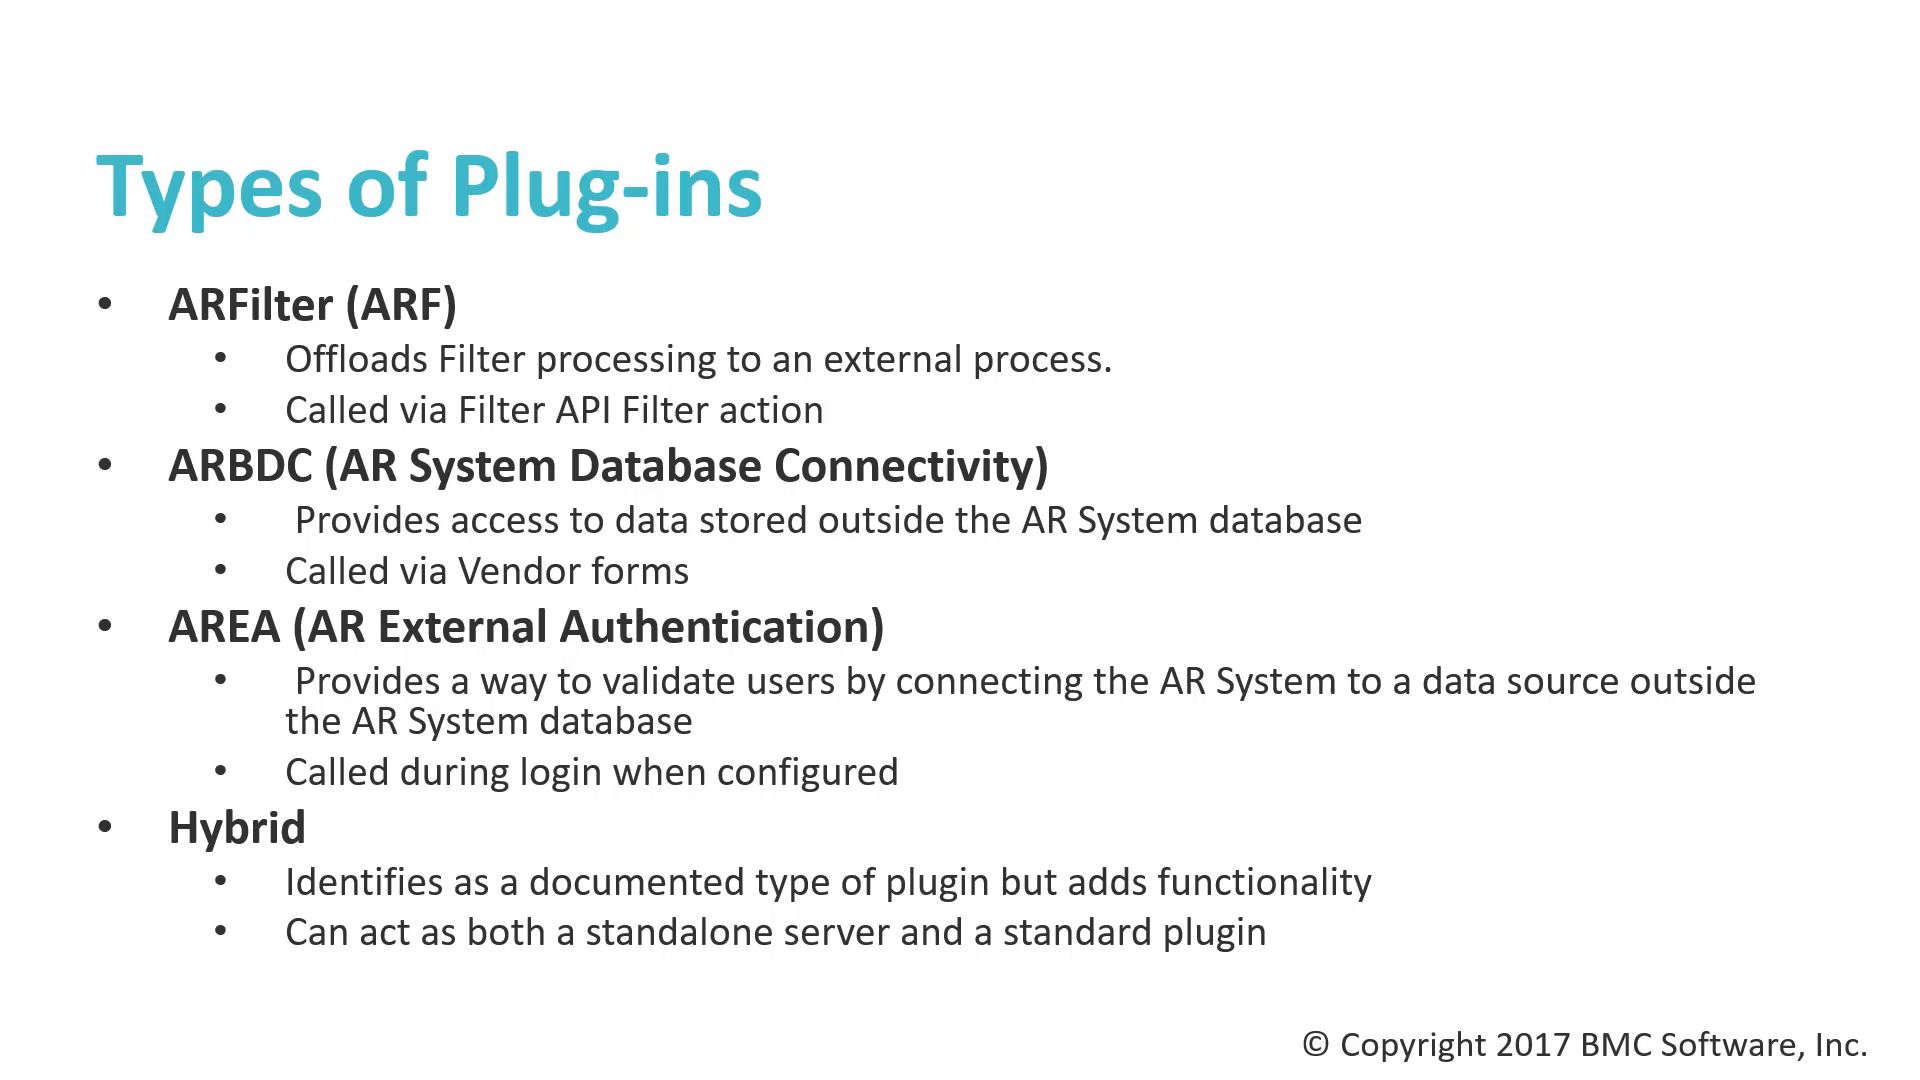 Types of Plug-ins
• ARFilter (ARF)
• Offloads Filter processing to an external process.
• Called via Filter API Filter action
• ARBDC (AR System Database Connectivity)
• Provides access to data stored outside the AR System database
• Called via Vendor forms
• AREA (AR External Authentication)
• Provides a way to validate users by connecting the AR System to a data source outside
the AR System database
• Called during login when configured
• Hybrid
• Identifies as a documented type of plugin but adds functionality
• Can act as both a standalone server and a standard plugin
© Copyright 2017 BMC Software, Inc.